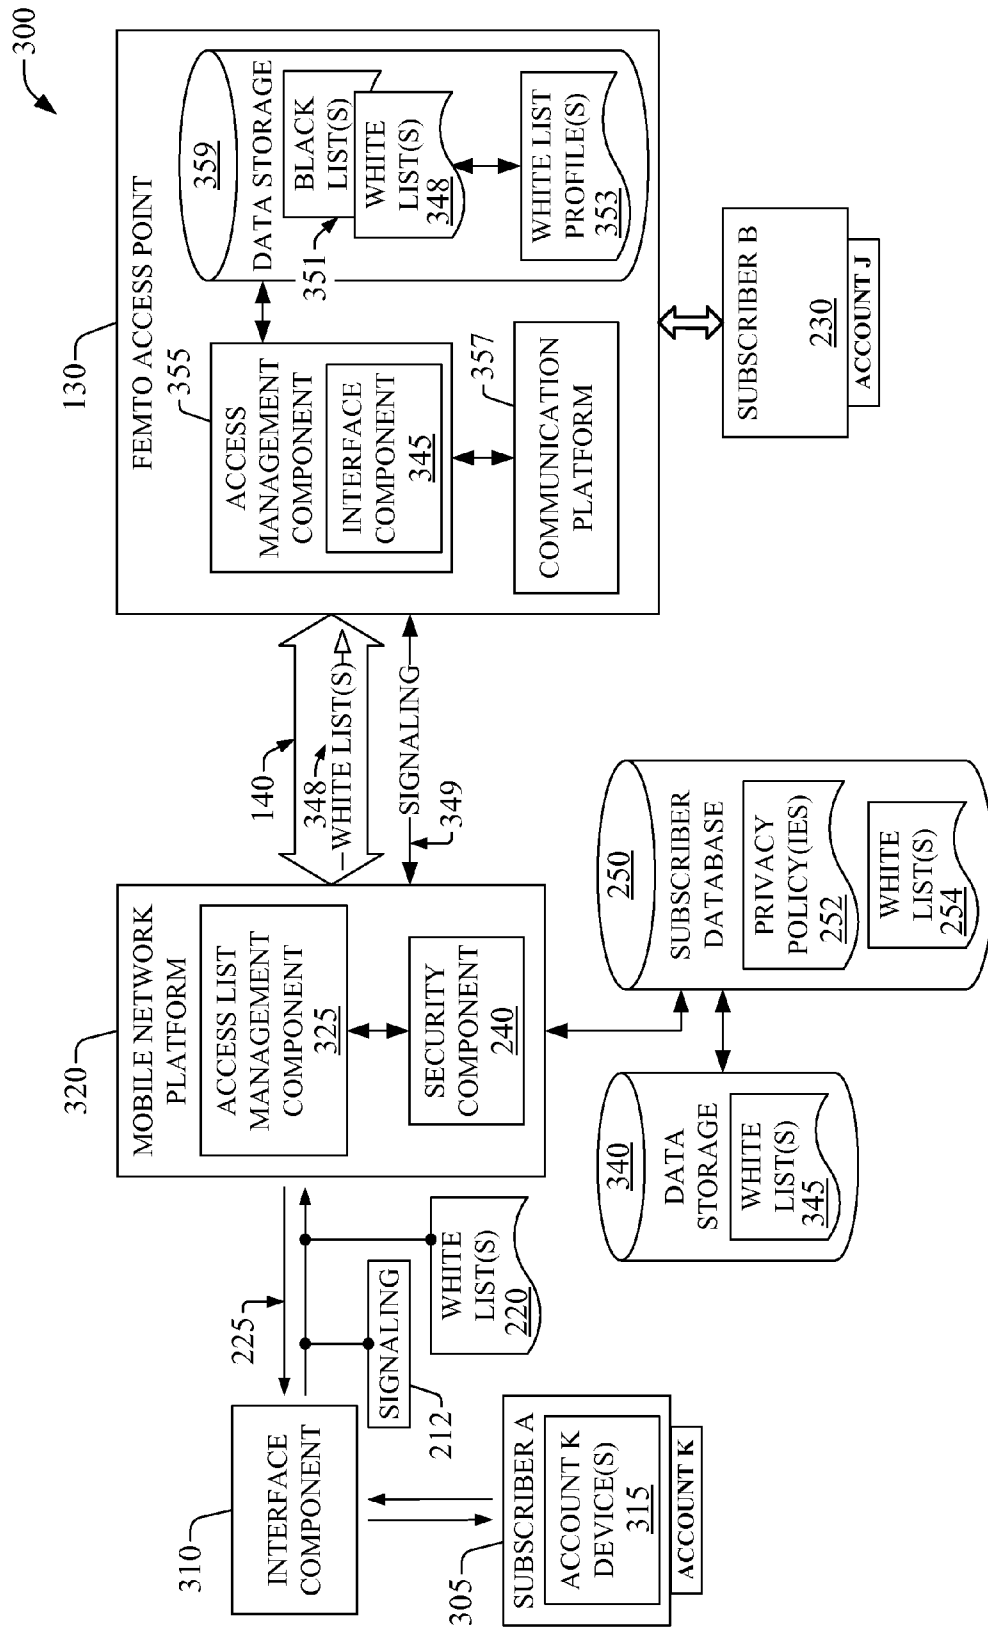 300
130
FEMTO ACCESS POINT
355
ACCESS
MANAGEMENT
COMPONENT
INTERFACE
COMPONENT
345
357
COMMUNICATION
PLATFORM
359
DATA STORAGE
351
BLACK
LIST(S)
WHITE
LIST(S)
348
WHITE LIST
PROFILE(S)
353
SUBSCRIBER B
230
ACCOUNT J
140
348
WHITE LIST(S)
SIGNALING
349
320
MOBILE NETWORK
PLATFORM
ACCESS LIST
MANAGEMENT
COMPONENT
325
SECURITY
COMPONENT
240
250
SUBSCRIBER
DATABASE
PRIVACY
POLICY(IES)
252
WHITE
LIST(S)
254
340
DATA
STORAGE
WHITE
LIST(S)
345
225
SIGNALING
212
WHITE
LIST(S)
220
310
INTERFACE
COMPONENT
305
SUBSCRIBER A
ACCOUNT K
DEVICE(S)
315
ACCOUNT K